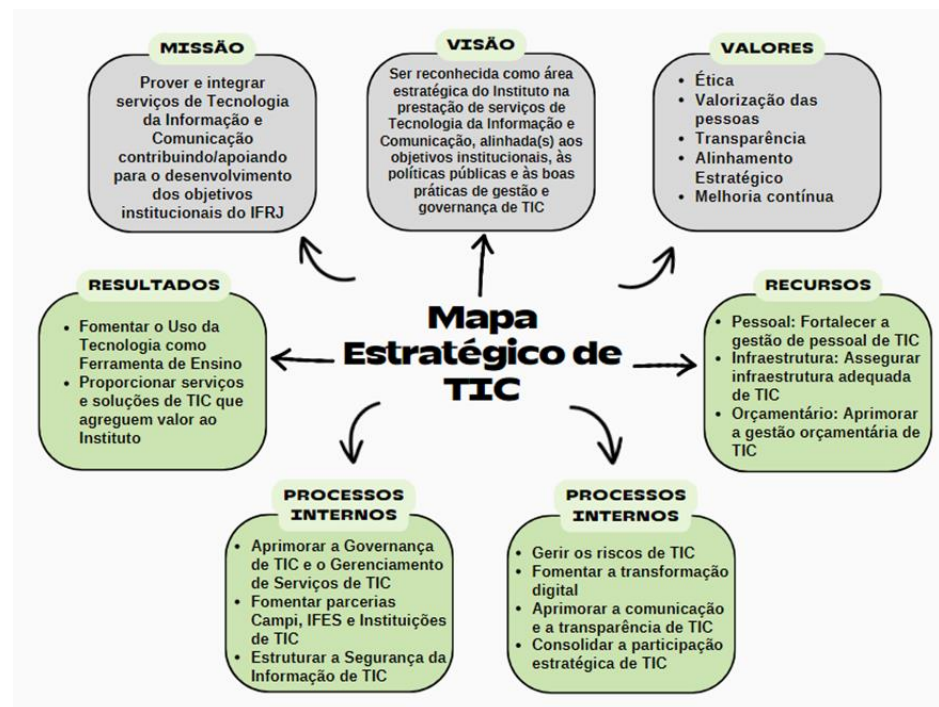 MISSÃO
Prover e integrar
serviços de Tecnologia
da Informação e
Comunicação
contribuindo/apoiando
para o desenvolvimento
dos objetivos
institucionais do IFRJ
VISÃO
Ser reconhecida como área
estratégica do Instituto na
prestação de serviços de
Tecnologia da Informação e
Comunicação, alinhada(s) aos
objetivos institucionais, às
políticas públicas e às boas
práticas de gestão e
governança de TIC
VALORES
• Ética
• Valorização das
pessoas
• Transparência
• Alinhamento
Estratégico
• Melhoria contínua
Mapa
Estratégico de
TIC
RESULTADOS
• Fomentar o Uso da
Tecnologia como
Ferramenta de Ensino
• Proporcionar serviços
e soluções de TIC que
agreguem valor ao
Instituto
RECURSOS
• Pessoal: Fortalecer a
gestão de pessoal de TIC
• Infraestrutura: Assegurar
infraestrutura adequada
de TIC
• Orçamentário: Aprimorar
a gestão orçamentária de
TIC
PROCESSOS
INTERNOS
• Aprimorar a Governança
de TIC e o Gerenciamento
de Serviços de TIC
• Fomentar parcerias
Campi, IFES e Instituições
de TIC
• Estruturar a Segurança da
Informação de TIC
PROCESSOS
INTERNOS
• Gerir os riscos de TIC
• Fomentar a transformação
digital
• Aprimorar a comunicação
e a transparência de TIC
• Consolidar a participação
estratégica de TIC